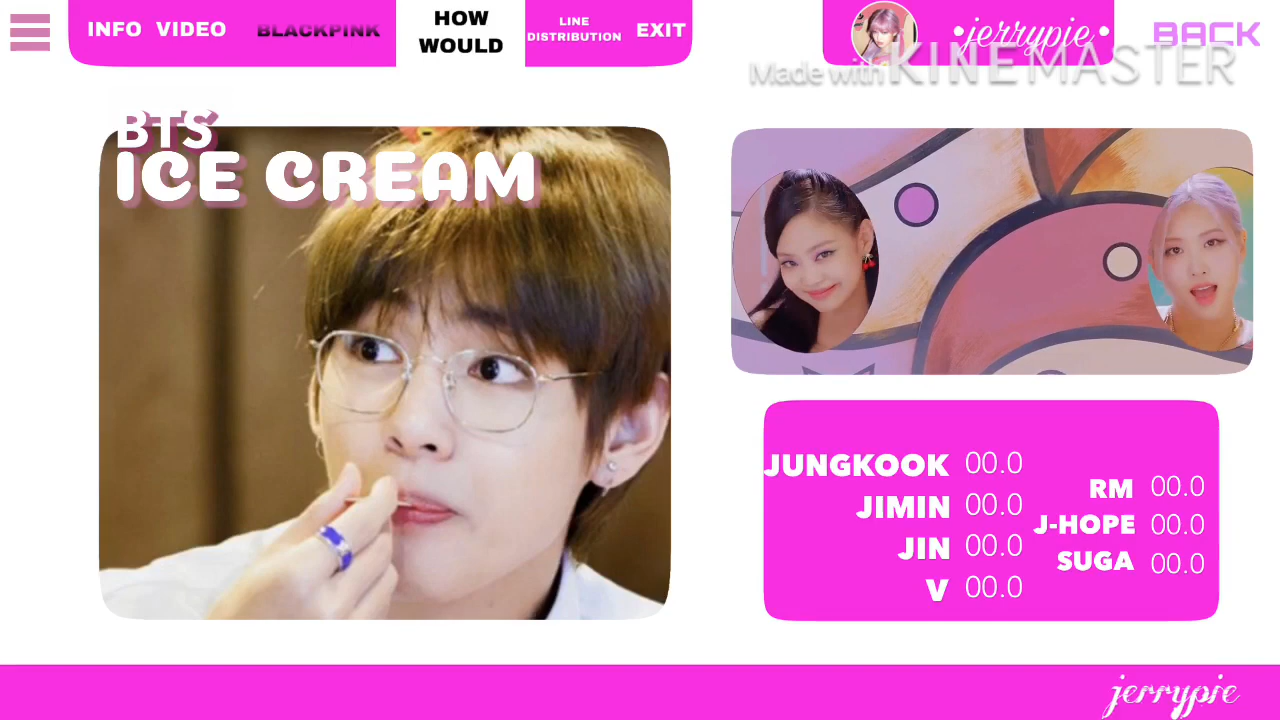 INFO VIDEO BLACKPINK HOW WOULD LINE DISTRIBUTION EXIT
•jerrypie•
BACK
Made with KINEMASTER
BTS
ICE CREAM
JUNGKOOK 00.0
JIMIN 00.0
JIN 00.0
V 00.0
RM 00.0
J-HOPE 00.0
SUGA 00.0
jerrypie